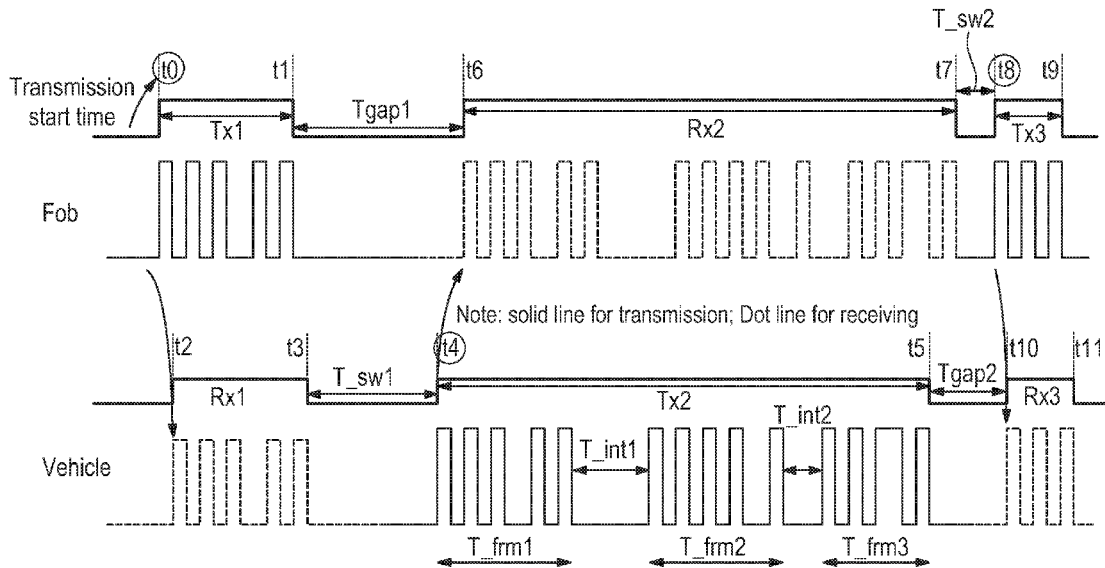 T_sw2
t0
t1
t6
t7
t8
t9
Transmission
start time
Tgap1
Tx1
Rx2
Tx3
Fob
Note: solid line for transmission; Dot line for receiving
t2
t3
t4
t5
t10
t11
T_sw1
Tgap2
Rx1
Tx2
Rx3
T_int2
T_int1
Vehicle
T_frm1
T_frm2
T_frm3